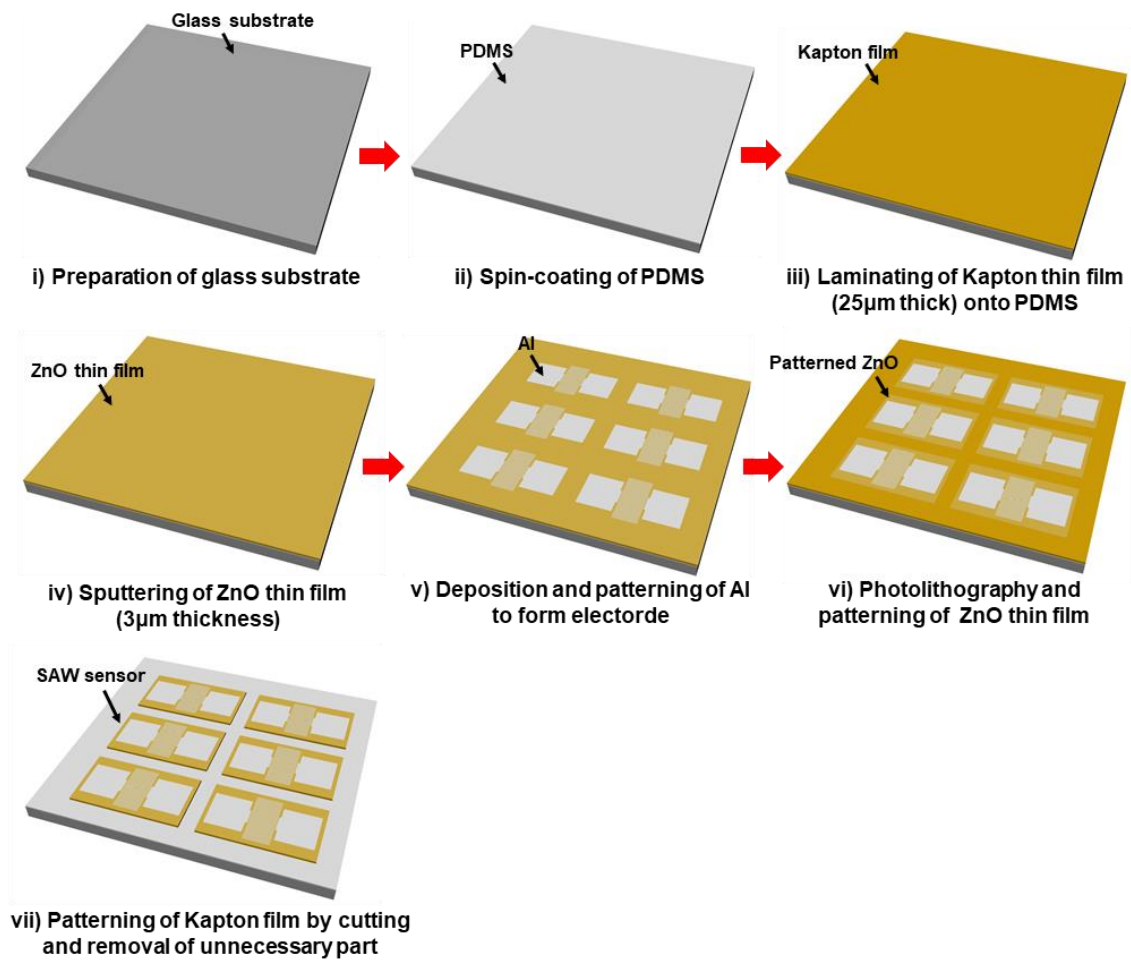 Glass substrate
i) Preparation of glass substrate
PDMS
ii) Spin-coating of PDMS
Kapton film
iii) Laminating of Kapton thin film
(25μm thick) onto PDMS
ZnO thin film
iv) Sputtering of ZnO thin film
(3μm thickness)
Al
v) Deposition and patterning of Al
to form electorde
Patterned ZnO
vi) Photolithography and
patterning of ZnO thin film
SAW sensor
vii) Patterning of Kapton film by cutting
and removal of unnecessary part